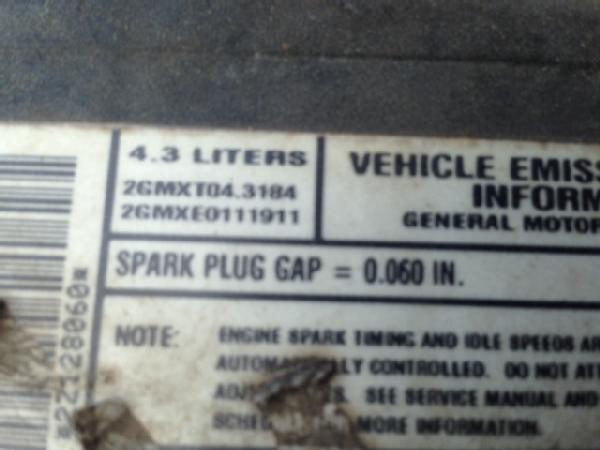 4.3 LITERS
2GMXT04.3184
2GMXE0111911
VEHICLE EMISS
INFORM
GENERAL MOTOR
SPARK PLUG GAP = 0.060 IN.
NOTE: ENGINE SPARK TIMING AND IDLE SPEEDS AR
CONTROLLED. DO NOT ATT
SEE SERVICE MANUAL AND
MORE INFORMATION.
*2Z128060*